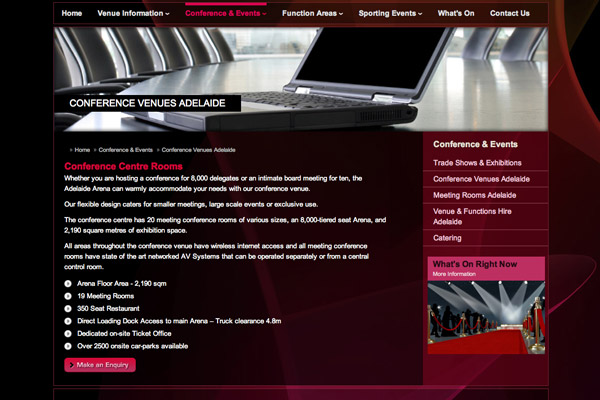 Home Venue Information Conference & Events Function Areas Sporting Events What's On Contact Us
CONFERENCE VENUES ADELAIDE
Home Conference & Events Conference Venues Adelaide
Conference Centre Rooms
Whether you are hosting a conference for 8,000 delegates or an intimate board meeting for ten, the
Adelaide Arena can warmly accommodate your needs with our conference venue.
Our flexible design caters for smaller meetings, large scale events or exclusive use.
The conference centre has 20 meeting conference rooms of various sizes, an 8,000-tiered seat Arena, and
2,190 square metres of exhibition space.
All areas throughout the conference venue have wireless internet access and all meeting conference
rooms have state of the art networked AV Systems that can be operated separately or from a central
control room.
Arena Floor Area - 2,190 sqm
19 Meeting Rooms
350 Seat Restaurant
Direct Loading Dock Access to main Arena – Truck clearance 4.8m
Dedicated on-site Ticket Office
Over 2500 onsite car-parks available
Make an Enquiry
Conference & Events
Trade Shows & Exhibitions
Conference Venues Adelaide
Meeting Rooms Adelaide
Venue & Functions Hire
Adelaide
Catering
What's On Right Now
More Information